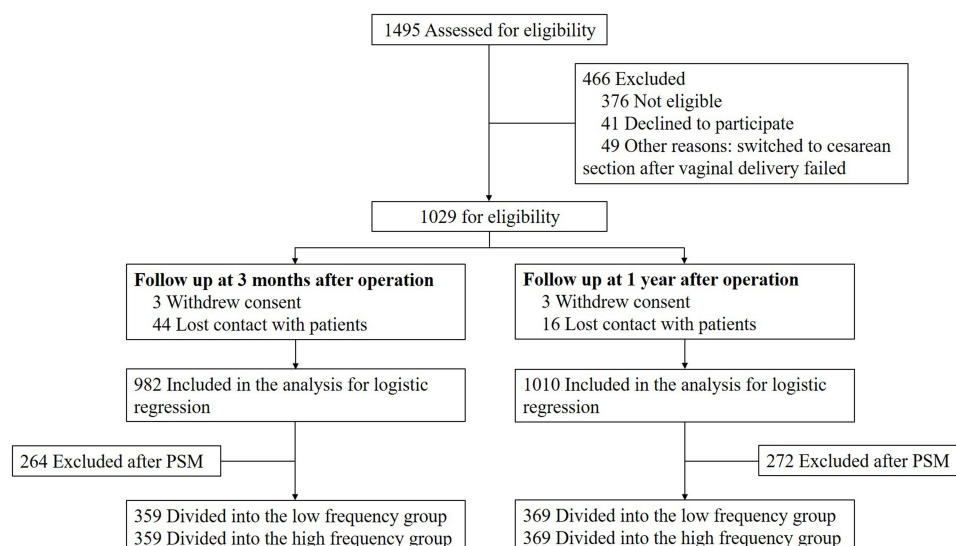 1495 Assessed for eligibility
466 Excluded
376 Not eligible
41 Declined to participate
49 Other reasons: switched to cesarean
section after vaginal delivery failed
1029 for eligibility
Follow up at 3 months after operation
3 Withdrew consent
44 Lost contact with patients
Follow up at 1 year after operation
3 Withdrew consent
16 Lost contact with patients
982 Included in the analysis for logistic
regression
1010 Included in the analysis for logistic
regression
264 Excluded after PSM
272 Excluded after PSM
359 Divided into the low frequency group
359 Divided into the high frequency group
369 Divided into the low frequency group
369 Divided into the high frequency group